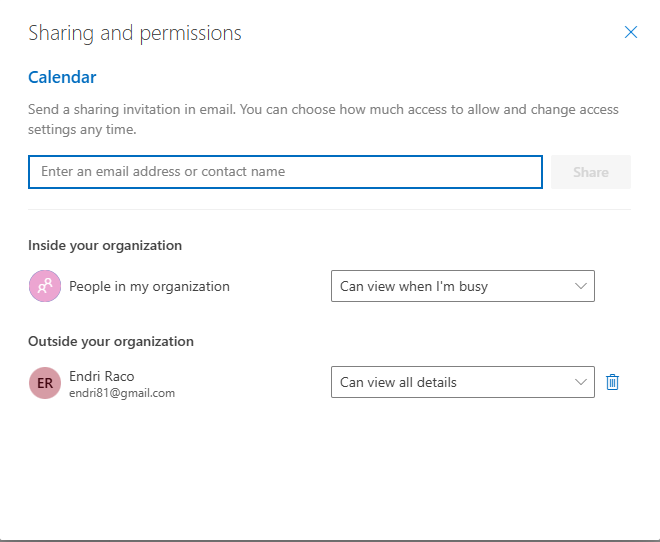 Sharing and permissions
Calendar
Send a sharing invitation in email. You can choose how much access to allow and change access
settings any time.
Enter an email address or contact name
Share
Inside your organization
People in my organization
Can view when I'm busy
Outside your organization
ER
Endri Raco
endri81@gmail.com
Can view all details